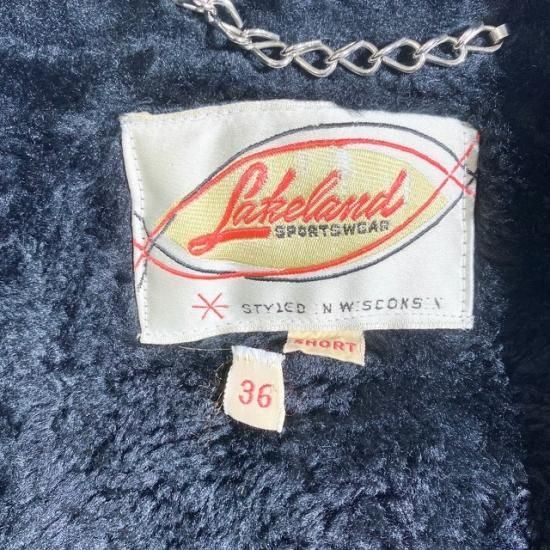 Lakeland
SPORTSWEAR
STYLED IN WISCONSIN
SHORT
36